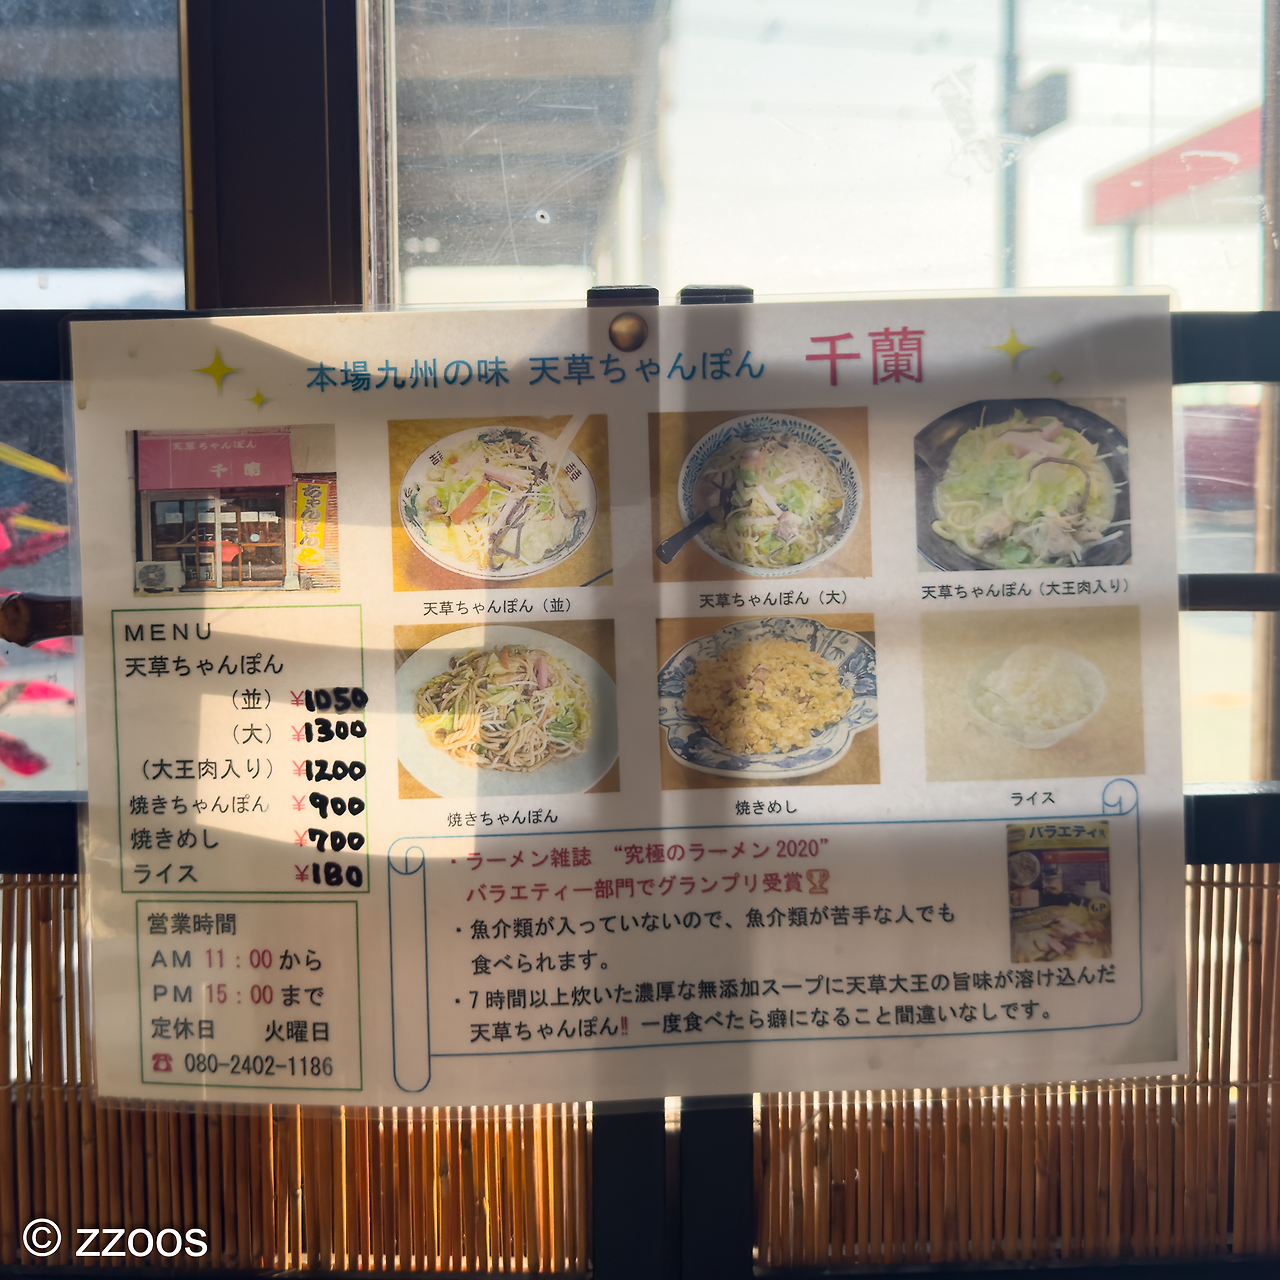 本場九州の味 天草ちゃんぽん 千蘭
天草ちゃんぽん
千蘭
ちゃんぽん
天草ちゃんぽん（並）
天草ちゃんぽん（大）
天草ちゃんぽん（大王肉入り）
焼きちゃんぽん
焼きめし
ライス
MENU
天草ちゃんぽん
（並） ¥1050
（大） ¥1300
（大王肉入り） ¥1200
焼きちゃんぽん ¥900
焼きめし ¥700
ライス ¥180
営業時間
AM 11：00から
PM 15：00まで
定休日 火曜日
☎ 080-2402-1186
・ラーメン雑誌 “究極のラーメン2020”
バラエティー部門でグランプリ受賞🏆
・魚介類が入っていないので、魚介類が苦手な人でも
食べられます。
・7時間以上炊いた濃厚な無添加スープに天草大王の旨味が溶け込んだ
天草ちゃんぽん‼ 一度食べたら癖になること間違いなしです。
バラエティ
© zzoos